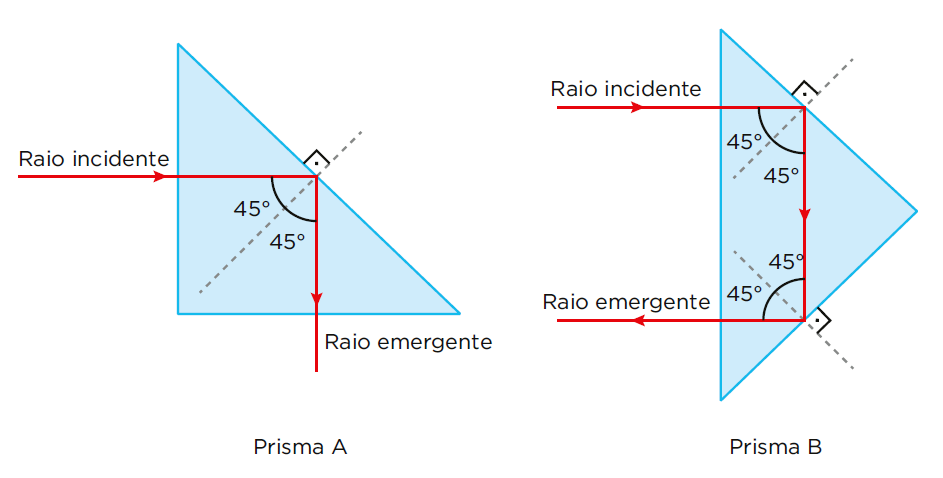 Raio incidente
45°
45°
Raio emergente
Prisma A
Raio incidente
45°
45°
45°
45°
Raio emergente
Prisma B